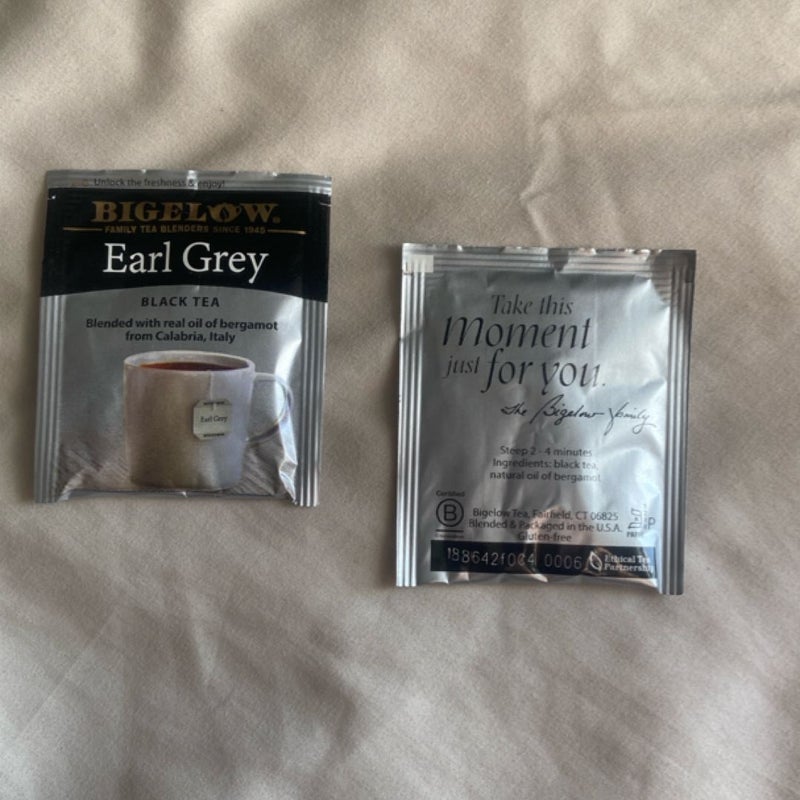 Unlock the freshness & enjoy!
BIGELOW®
FAMILY TEA BLENDERS SINCE 1945
Earl Grey
BLACK TEA
Blended with real oil of bergamot
from Calabria, Italy
Earl Grey
Take this
Moment
just for you.
The Bigelow Family
Steep 2 - 4 minutes
Ingredients: black tea,
natural oil of bergamot
Certified
B
Bigelow Tea, Fairfield, CT 06825
Blended & Packaged in the U.S.A.
Gluten-free
0006
Ethical Tea
Partnership